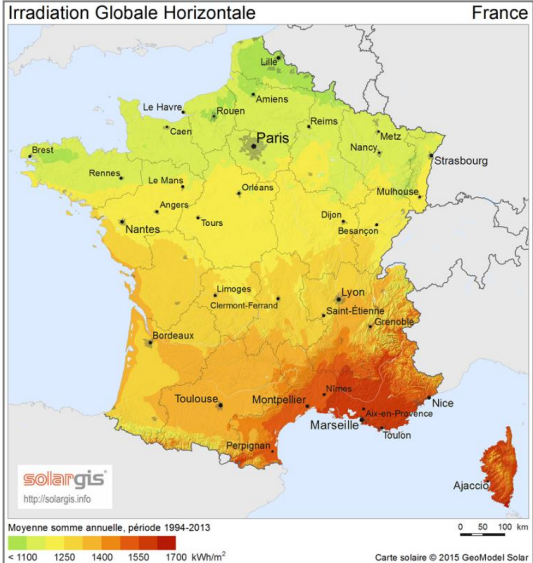 Irradiation Globale Horizontale
France
Lille
Amiens
Le Havre
Rouen
Caen
Reims
Paris
Metz
Nancy
Strasbourg
Brest
Rennes
Le Mans
Orléans
Mulhouse
Angers
Nantes
Tours
Dijon
Besançon
Limoges
Clermont-Ferrand
Lyon
Saint-Étienne
Grenoble
Bordeaux
Toulouse
Montpellier
Nîmes
Nice
Aix-en-Provence
Marseille
Toulon
Perpignan
Ajaccio
solargis
http://solargis.info
Moyenne somme annuelle, période 1994-2013
0 50 100 km
< 1100 1250 1400 1550 1700 kWh/m²
Carte solaire © 2015 GeoModel Solar